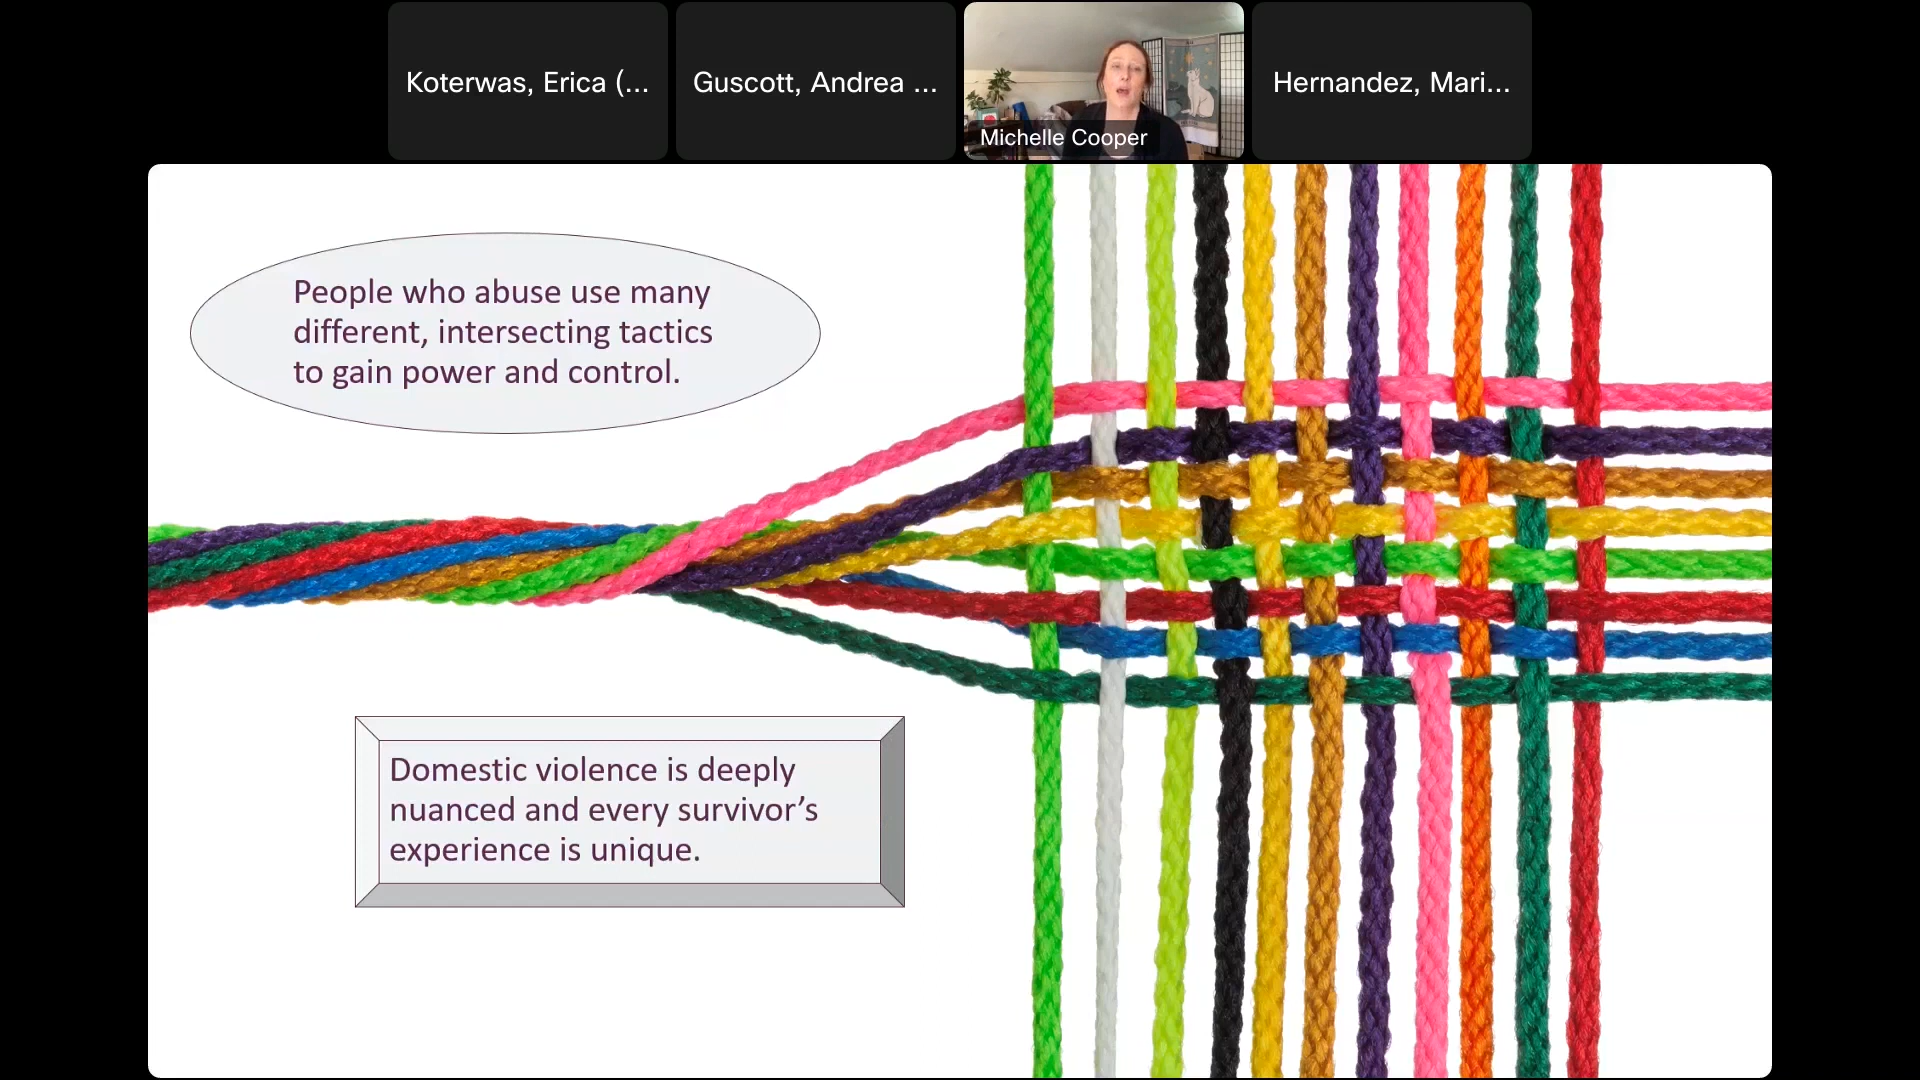 Koterwas, Erica (...
Guscott, Andrea ...
Michelle Cooper
Hernandez, Mari...
People who abuse use many
different, intersecting tactics
to gain power and control.
Domestic violence is deeply
nuanced and every survivor’s
experience is unique.